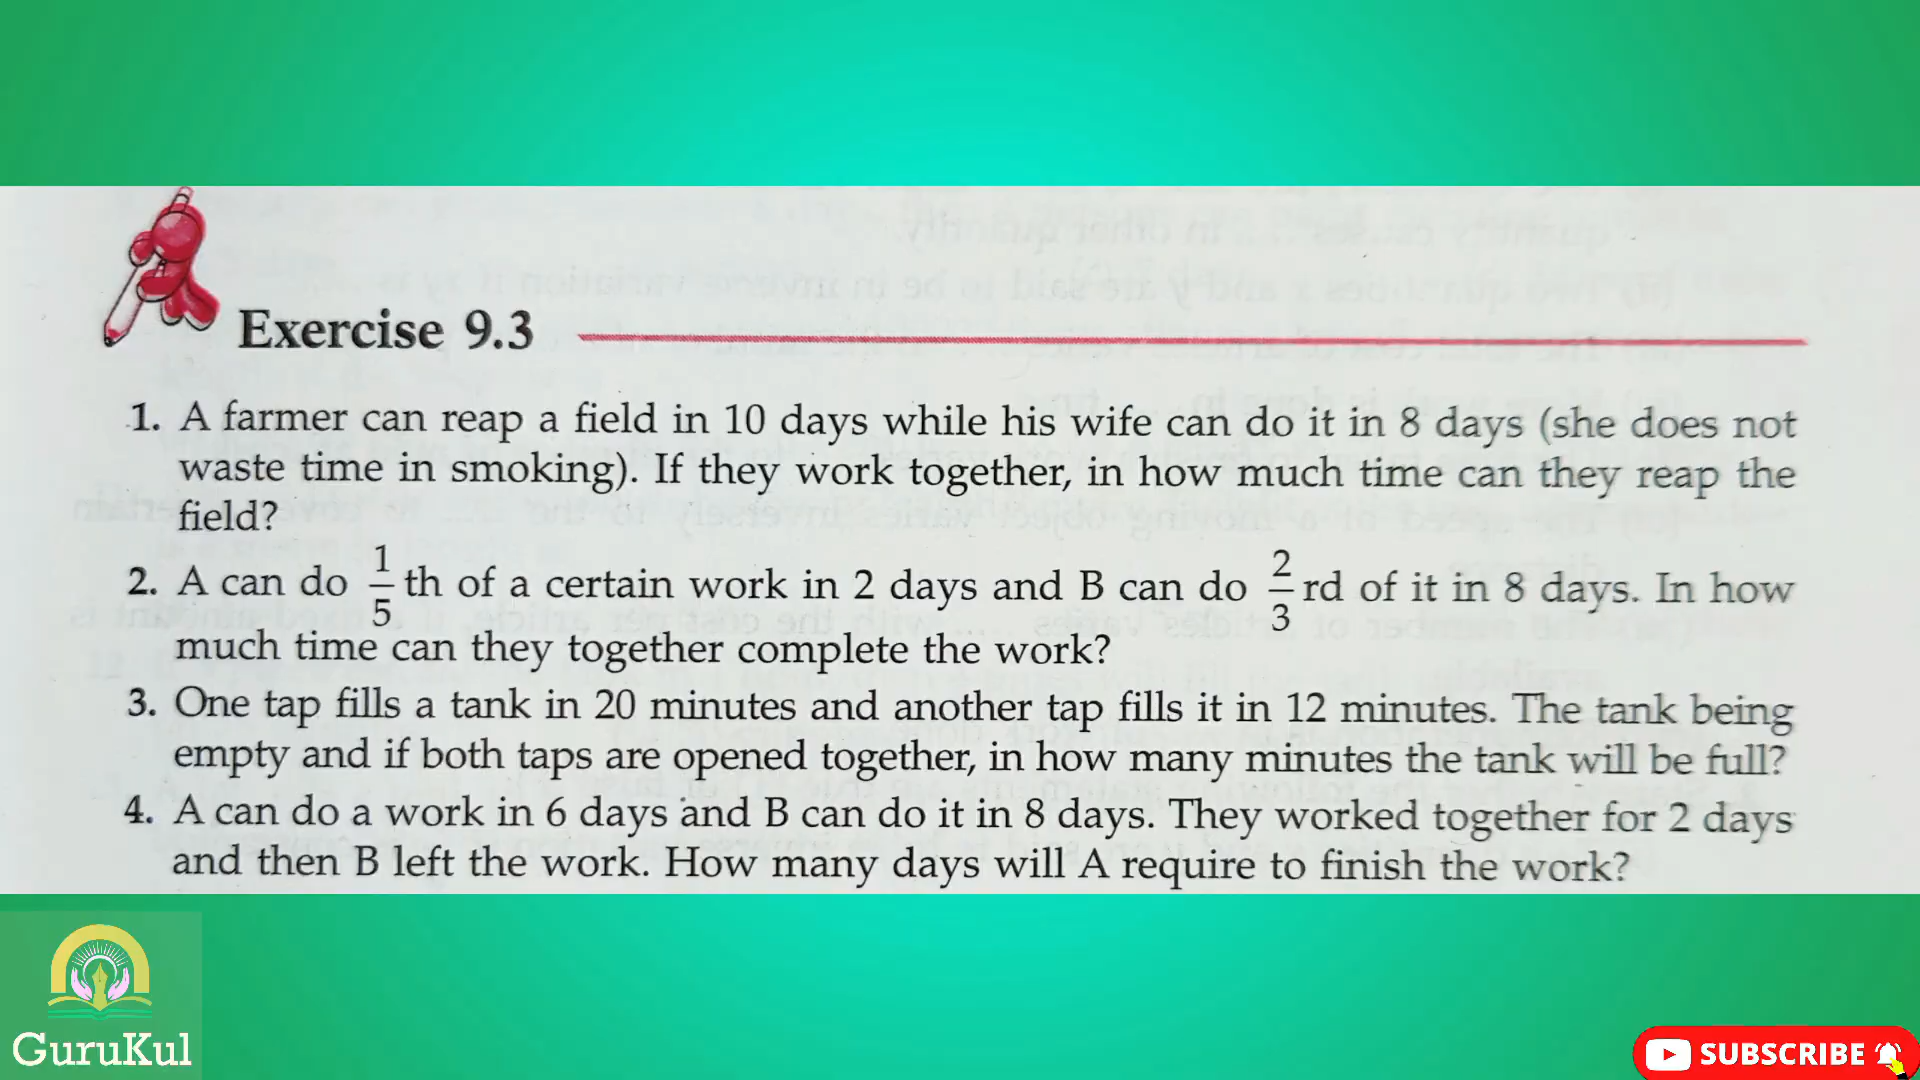 Exercise 9.3
1. A farmer can reap a field in 10 days while his wife can do it in 8 days (she does not
waste time in smoking). If they work together, in how much time can they reap the
field?
2. A can do 1/5 th of a certain work in 2 days and B can do 2/3 rd of it in 8 days. In how
much time can they together complete the work?
3. One tap fills a tank in 20 minutes and another tap fills it in 12 minutes. The tank being
empty and if both taps are opened together, in how many minutes the tank will be full?
4. A can do a work in 6 days and B can do it in 8 days. They worked together for 2 days
and then B left the work. How many days will A require to finish the work?
GuruKul
SUBSCRIBE